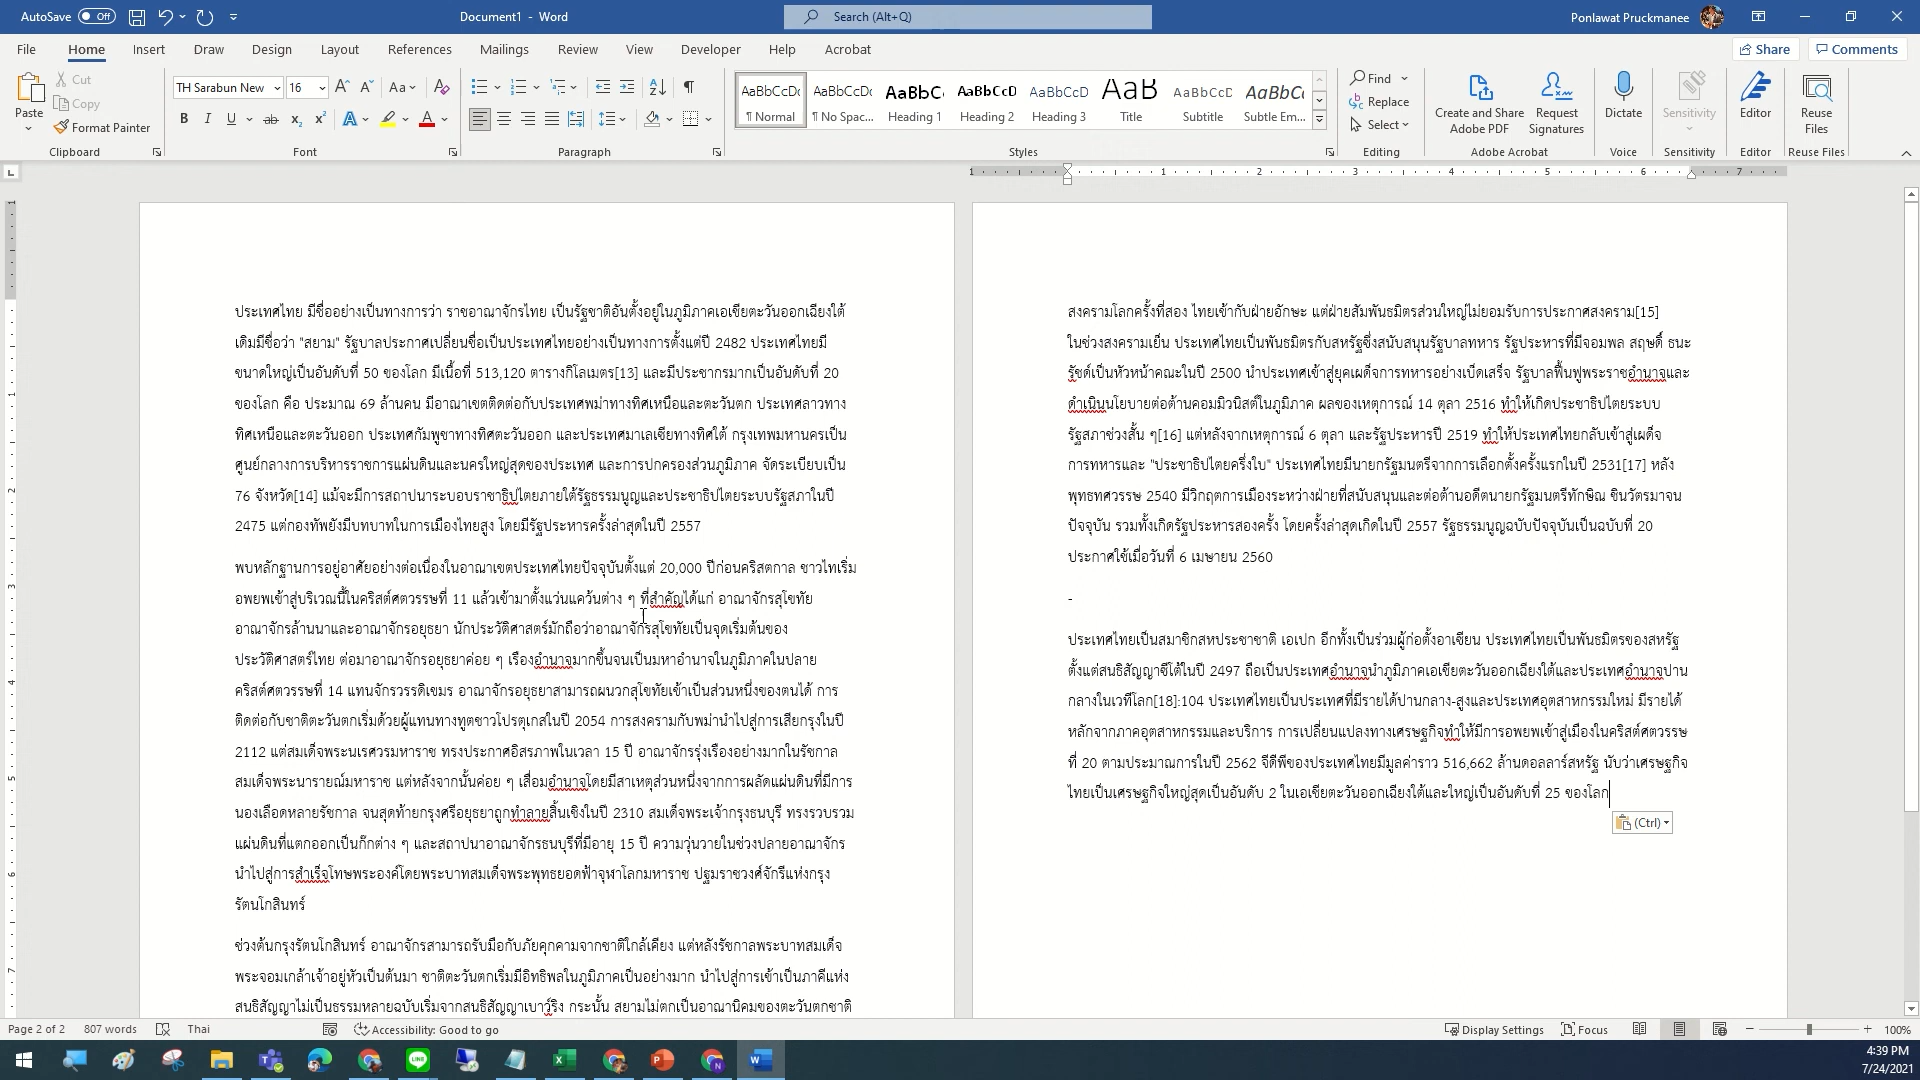 AutoSave Off
Document1 - Word
Search (Alt+Q)
Ponlawat Pruckmanee
File Home Insert Draw Design Layout References Mailings Review View Developer Help Acrobat
Share Comments
Paste
Cut
Copy
Format Painter
Clipboard
TH Sarabun New 16
Font
Paragraph
AaBbCcDc AaBbCcDc AaBbC AaBbCcD AaBbCcD AaB AaBbCcD AaBbC
¶ Normal ¶ No Spac... Heading 1 Heading 2 Heading 3 Title Subtitle Subtle Em...
Styles
Find
Replace
Select
Editing
Create and Share Adobe PDF
Request Signatures
Adobe Acrobat
Dictate
Voice
Sensitivity
Sensitivity
Editor
Editor
Reuse Files
Reuse Files
ประเทศไทย มีชื่ออย่างเป็นทางการว่า ราชอาณาจักรไทย เป็นรัฐชาติอันตั้งอยู่ในภูมิภาคเอเชียตะวันออกเฉียงใต้
เดิมมีชื่อว่า "สยาม" รัฐบาลประกาศเปลี่ยนชื่อเป็นประเทศไทยอย่างเป็นทางการตั้งแต่ปี 2482 ประเทศไทยมี
ขนาดใหญ่เป็นอันดับที่ 50 ของโลก มีเนื้อที่ 513,120 ตารางกิโลเมตร[13] และมีประชากรมากเป็นอันดับที่ 20
ของโลก คือ ประมาณ 69 ล้านคน มีอาณาเขตติดต่อกับประเทศพม่าทางทิศเหนือและตะวันตก ประเทศลาวทาง
ทิศเหนือและตะวันออก ประเทศกัมพูชาทางทิศตะวันออก และประเทศมาเลเซียทางทิศใต้ กรุงเทพมหานครเป็น
ศูนย์กลางการบริหารราชการแผ่นดินและนครใหญ่สุดของประเทศ และการปกครองส่วนภูมิภาค จัดระเบียบเป็น
76 จังหวัด[14] แม้จะมีการสถาปนาระบอบราชาธิปไตยภายใต้รัฐธรรมนูญและประชาธิปไตยระบบรัฐสภาในปี
2475 แต่กองทัพยังมีบทบาทในการเมืองไทยสูง โดยมีรัฐประหารครั้งล่าสุดในปี 2557
พบหลักฐานการอยู่อาศัยอย่างต่อเนื่องในอาณาเขตประเทศไทยปัจจุบันตั้งแต่ 20,000 ปีก่อนคริสตกาล ชาวไทเริ่ม
อพยพเข้าสู่บริเวณนี้ในคริสต์ศตวรรษที่ 11 แล้วเข้ามาตั้งแว่นแคว้นต่าง ๆ ที่สำคัญได้แก่ อาณาจักรสุโขทัย
อาณาจักรล้านนาและอาณาจักรอยุธยา นักประวัติศาสตร์มักถือว่าอาณาจักรสุโขทัยเป็นจุดเริ่มต้นของ
ประวัติศาสตร์ไทย ต่อมาอาณาจักรอยุธยาค่อย ๆ เรืองอำนาจมากขึ้นจนเป็นมหาอำนาจในภูมิภาคในปลาย
คริสต์ศตวรรษที่ 14 แทนจักรวรรดิเขมร อาณาจักรอยุธยาสามารถผนวกสุโขทัยเข้าเป็นส่วนหนึ่งของตนได้ การ
ติดต่อกับชาติตะวันตกเริ่มด้วยผู้แทนทางทูตชาวโปรตุเกสในปี 2054 การสงครามกับพม่านำไปสู่การเสียกรุงในปี
2112 แต่สมเด็จพระนเรศวรมหาราช ทรงประกาศอิสรภาพในเวลา 15 ปี อาณาจักรรุ่งเรืองอย่างมากในรัชกาล
สมเด็จพระนารายณ์มหาราช แต่หลังจากนั้นค่อย ๆ เสื่อมอำนาจโดยมีสาเหตุส่วนหนึ่งจากการผลัดแผ่นดินที่มีการ
นองเลือดหลายรัชกาล จนสุดท้ายกรุงศรีอยุธยาถูกทำลายสิ้นเชิงในปี 2310 สมเด็จพระเจ้ากรุงธนบุรี ทรงรวบรวม
แผ่นดินที่แตกออกเป็นก๊กต่าง ๆ และสถาปนาอาณาจักรธนบุรีที่มีอายุ 15 ปี ความวุ่นวายในช่วงปลายอาณาจักร
นำไปสู่การสำเร็จโทษพระองค์โดยพระบาทสมเด็จพระพุทธยอดฟ้าจุฬาโลกมหาราช ปฐมราชวงศ์จักรีแห่งกรุง
รัตนโกสินทร์
ช่วงต้นกรุงรัตนโกสินทร์ อาณาจักรสามารถรับมือกับภัยคุกคามจากชาติใกล้เคียง แต่หลังรัชกาลพระบาทสมเด็จ
พระจอมเกล้าเจ้าอยู่หัวเป็นต้นมา ชาติตะวันตกเริ่มมีอิทธิพลในภูมิภาคเป็นอย่างมาก นำไปสู่การเข้าเป็นภาคีแห่ง
สนธิสัญญาไม่เป็นธรรมหลายฉบับเริ่มจากสนธิสัญญาเบาว์ริง กระนั้น สยามไม่ตกเป็นอาณานิคมของตะวันตกชาติ
สงครามโลกครั้งที่สอง ไทยเข้ากับฝ่ายอักษะ แต่ฝ่ายสัมพันธมิตรส่วนใหญ่ไม่ยอมรับการประกาศสงคราม[15]
ในช่วงสงครามเย็น ประเทศไทยเป็นพันธมิตรกับสหรัฐซึ่งสนับสนุนรัฐบาลทหาร รัฐประหารที่มีจอมพล สฤษดิ์ ธนะ
รัชต์เป็นหัวหน้าคณะในปี 2500 นำประเทศเข้าสู่ยุคเผด็จการทหารอย่างเบ็ดเสร็จ รัฐบาลฟื้นฟูพระราชอำนาจและ
ดำเนินนโยบายต่อต้านคอมมิวนิสต์ในภูมิภาค ผลของเหตุการณ์ 14 ตุลา 2516 ทำให้เกิดประชาธิปไตยระบบ
รัฐสภาช่วงสั้น ๆ[16] แต่หลังจากเหตุการณ์ 6 ตุลา และรัฐประหารปี 2519 ทำให้ประเทศไทยกลับเข้าสู่เผด็จ
การทหารและ "ประชาธิปไตยครึ่งใบ" ประเทศไทยมีนายกรัฐมนตรีจากการเลือกตั้งครั้งแรกในปี 2531[17] หลัง
พุทธทศวรรษ 2540 มีวิกฤตการเมืองระหว่างฝ่ายที่สนับสนุนและต่อต้านอดีตนายกรัฐมนตรีทักษิณ ชินวัตรมาจน
ปัจจุบัน รวมทั้งเกิดรัฐประหารสองครั้ง โดยครั้งล่าสุดเกิดในปี 2557 รัฐธรรมนูญฉบับปัจจุบันเป็นฉบับที่ 20
ประกาศใช้เมื่อวันที่ 6 เมษายน 2560
-
ประเทศไทยเป็นสมาชิกสหประชาชาติ เอเปก อีกทั้งเป็นร่วมผู้ก่อตั้งอาเซียน ประเทศไทยเป็นพันธมิตรของสหรัฐ
ตั้งแต่สนธิสัญญาซีโต้ในปี 2497 ถือเป็นประเทศอำนาจนำภูมิภาคเอเชียตะวันออกเฉียงใต้และประเทศอำนาจปาน
กลางในเวทีโลก[18]:104 ประเทศไทยเป็นประเทศที่มีรายได้ปานกลาง-สูงและประเทศอุตสาหกรรมใหม่ มีรายได้
หลักจากภาคอุตสาหกรรมและบริการ การเปลี่ยนแปลงทางเศรษฐกิจทำให้มีการอพยพเข้าสู่เมืองในคริสต์ศตวรรษ
ที่ 20 ตามประมาณการในปี 2562 จีดีพีของประเทศไทยมีมูลค่าราว 516,662 ล้านดอลลาร์สหรัฐ นับว่าเศรษฐกิจ
ไทยเป็นเศรษฐกิจใหญ่สุดเป็นอันดับ 2 ในเอเชียตะวันออกเฉียงใต้และใหญ่เป็นอันดับที่ 25 ของโลก
(Ctrl)
Page 2 of 2 807 words Thai Accessibility: Good to go
Display Settings Focus 100%
4:39 PM
7/24/2021